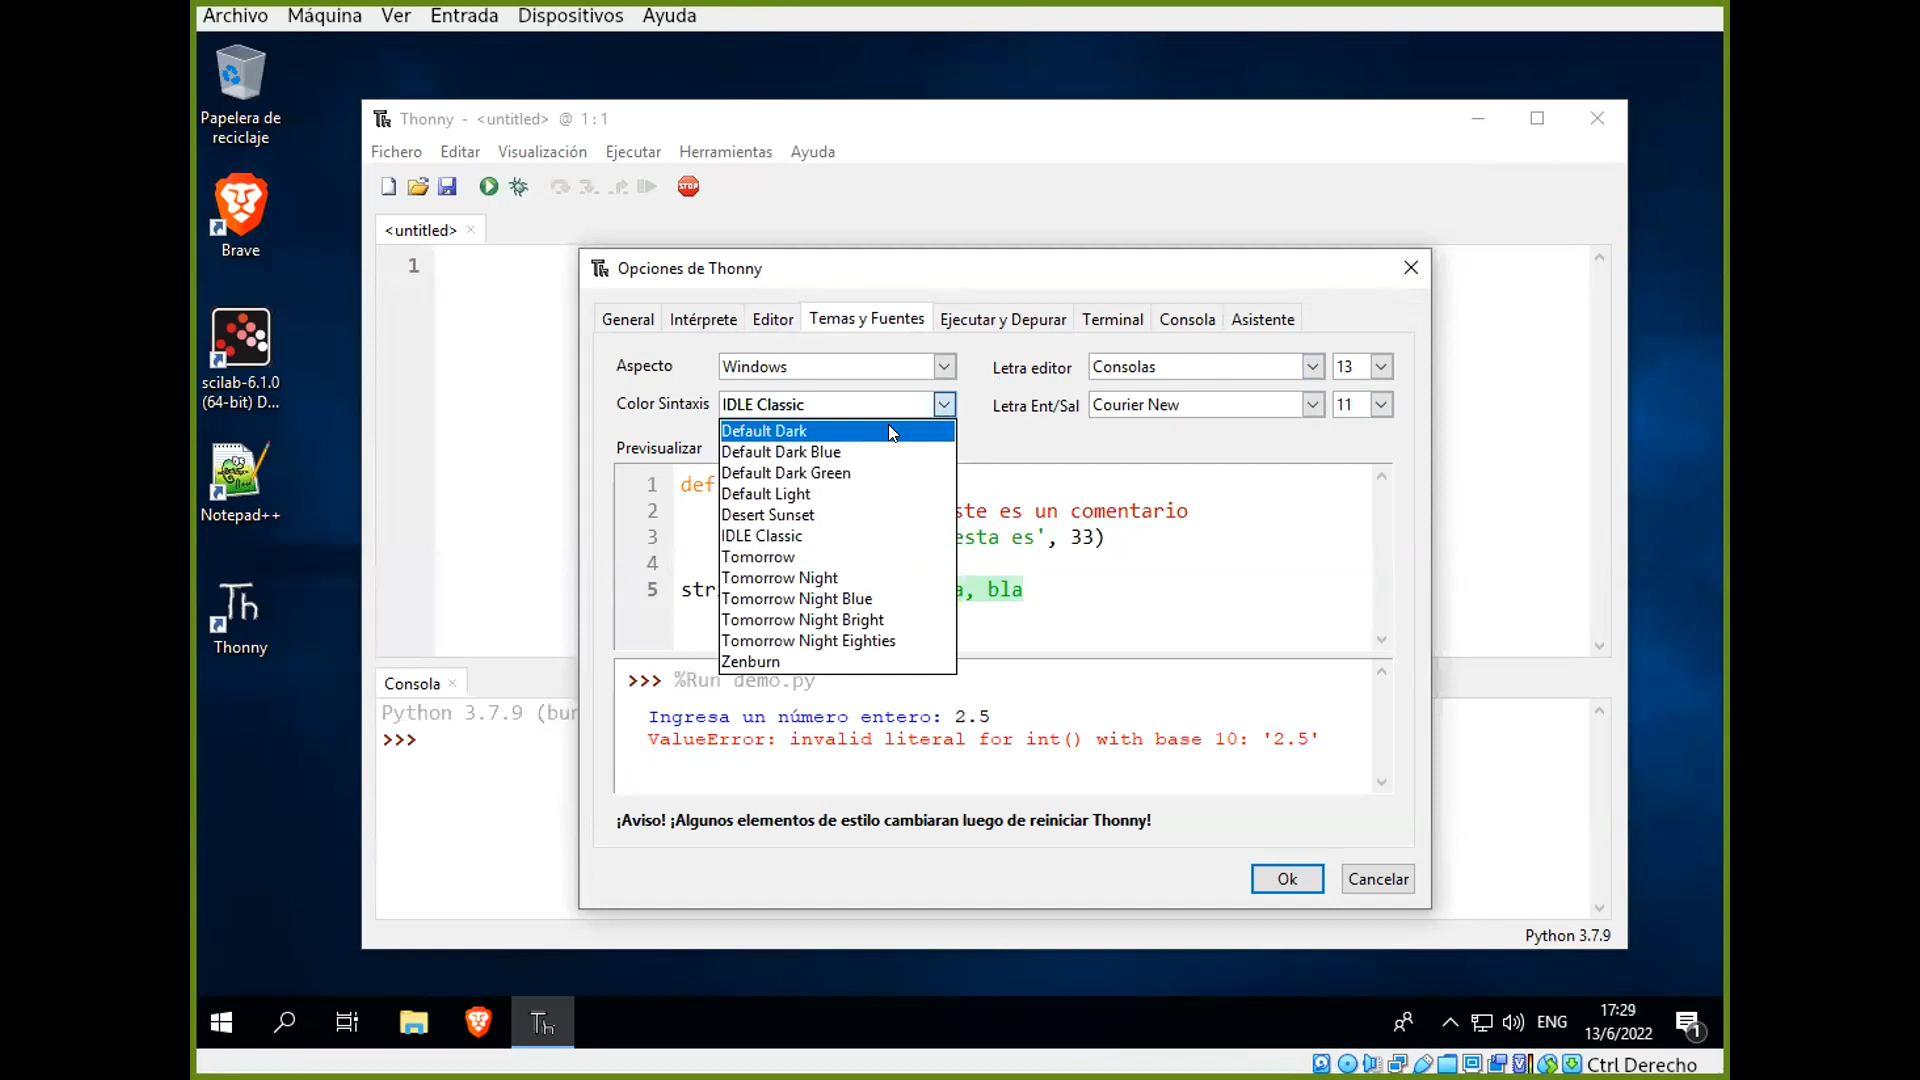 Archivo Máquina Ver Entrada Dispositivos Ayuda
Papelera de
reciclaje
Brave
scilab-6.1.0
(64-bit) D...
Notepad++
Thonny
Thonny - <untitled> @ 1 : 1
Fichero Editar Visualización Ejecutar Herramientas Ayuda
STOP
<untitled>
1
Opciones de Thonny
General Intérprete Editor Temas y Fuentes Ejecutar y Depurar Terminal Consola Asistente
Aspecto Windows Letra editor Consolas 13
Color Sintaxis IDLE Classic Letra Ent/Sal Courier New 11
Previsualizar
Default Dark
Default Dark Blue
Default Dark Green
Default Light
Desert Sunset
IDLE Classic
Tomorrow
Tomorrow Night
Tomorrow Night Blue
Tomorrow Night Bright
Tomorrow Night Eighties
Zenburn
1 def
2 ste es un comentario
3 esta es', 33)
4
5 str a, bla
>>> %Run demo.py
Ingresa un número entero: 2.5
ValueError: invalid literal for int() with base 10: '2.5'
¡Aviso! ¡Algunos elementos de estilo cambiaran luego de reiniciar Thonny!
Ok Cancelar
Consola
Python 3.7.9 (bun
>>>
Python 3.7.9
ENG
17:29
13/6/2022
1
Ctrl Derecho